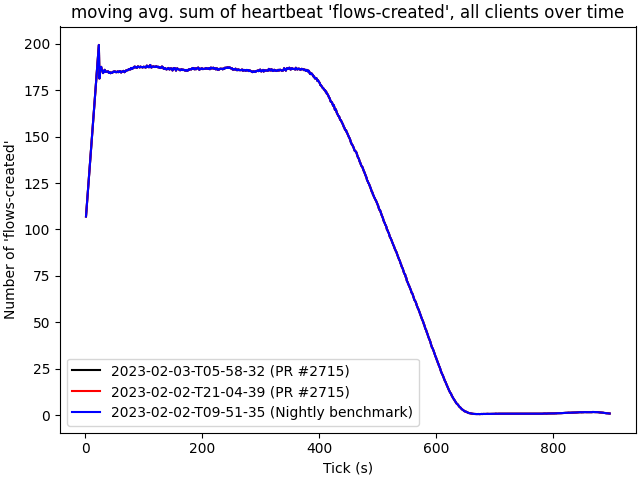 moving avg. sum of heartbeat 'flows-created', all clients over time
Number of 'flows-created'
200
175
150
125
100
75
50
25
0
0 200 400 600 800
Tick (s)
2023-02-03-T05-58-32 (PR #2715)
2023-02-02-T21-04-39 (PR #2715)
2023-02-02-T09-51-35 (Nightly benchmark)